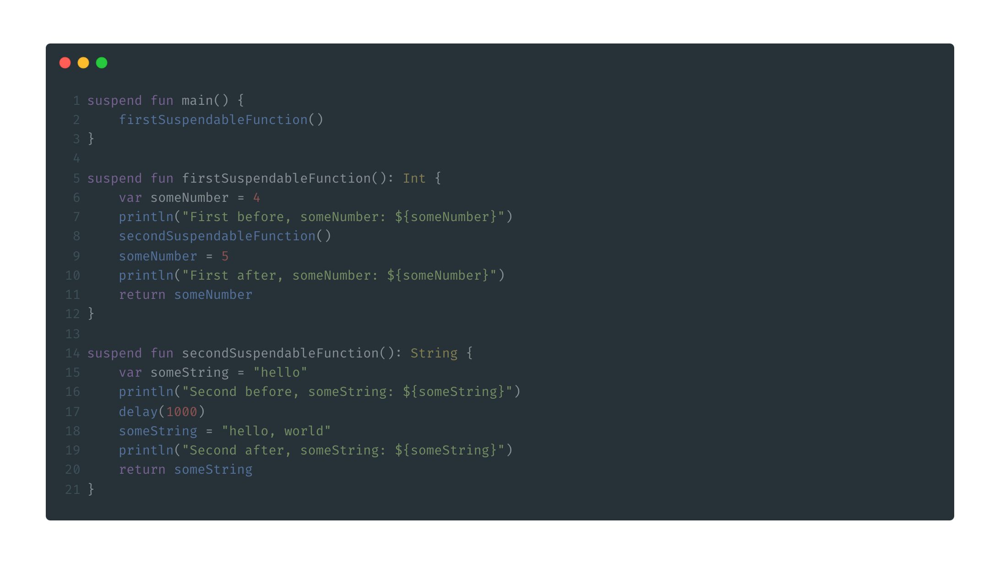 1 suspend fun main() {
2     firstSuspendableFunction()
3 }
4
5 suspend fun firstSuspendableFunction(): Int {
6     var someNumber = 4
7     println("First before, someNumber: ${someNumber}")
8     secondSuspendableFunction()
9     someNumber = 5
10     println("First after, someNumber: ${someNumber}")
11     return someNumber
12 }
13
14 suspend fun secondSuspendableFunction(): String {
15     var someString = "hello"
16     println("Second before, someString: ${someString}")
17     delay(1000)
18     someString = "hello, world"
19     println("Second after, someString: ${someString}")
20     return someString
21 }